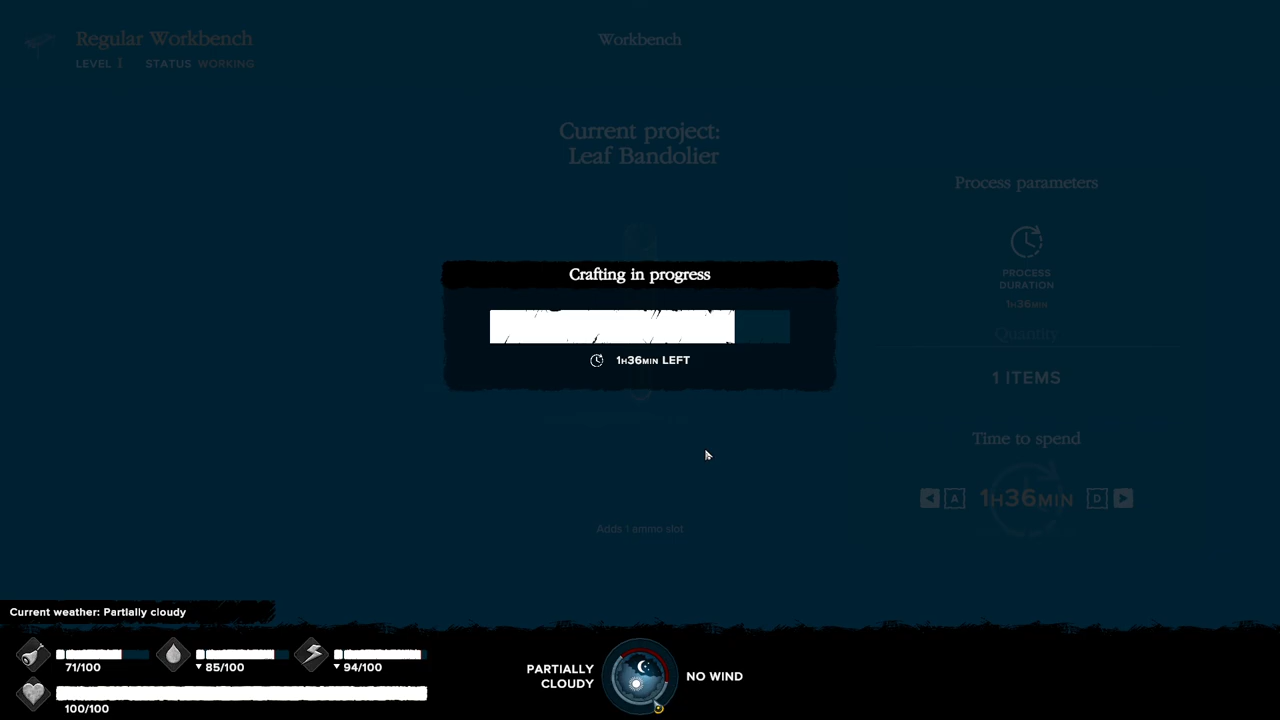 Regular Workbench
LEVEL I STATUS WORKING
Workbench
Current project:
Leaf Bandolier
Process parameters
PROCESS
DURATION
1H36MIN
Quantity
1 ITEMS
Time to spend
A 1H36MIN D
Crafting in progress
1H36MIN LEFT
Adds 1 ammo slot
Current weather: Partially cloudy
71/100 85/100 94/100
100/100
PARTIALLY
CLOUDY
NO WIND